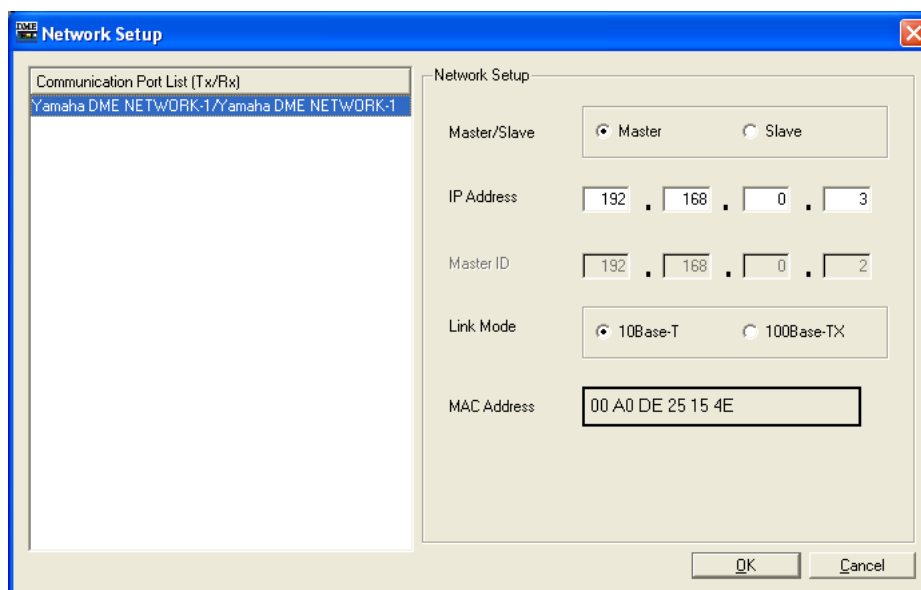 DME
Network Setup
Communication Port List (Tx/Rx)
Yamaha DME NETWORK-1/Yamaha DME NETWORK-1
Network Setup
Master/Slave
Master
Slave
IP Address
192 . 168 . 0 . 3
Master ID
192 . 168 . 0 . 2
Link Mode
10Base-T
100Base-TX
MAC Address
00 A0 DE 25 15 4E
OK
Cancel